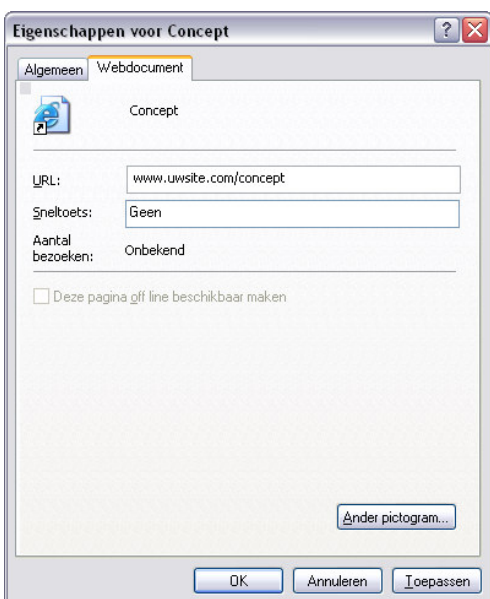 Eigenschappen voor Concept
Algemeen
Webdocument
Concept
URL:
www.uwsite.com/concept
Sneltoets:
Geen
Aantal
bezoeken:
Onbekend
Deze pagina off line beschikbaar maken
Ander pictogram...
OK
Annuleren
Toepassen